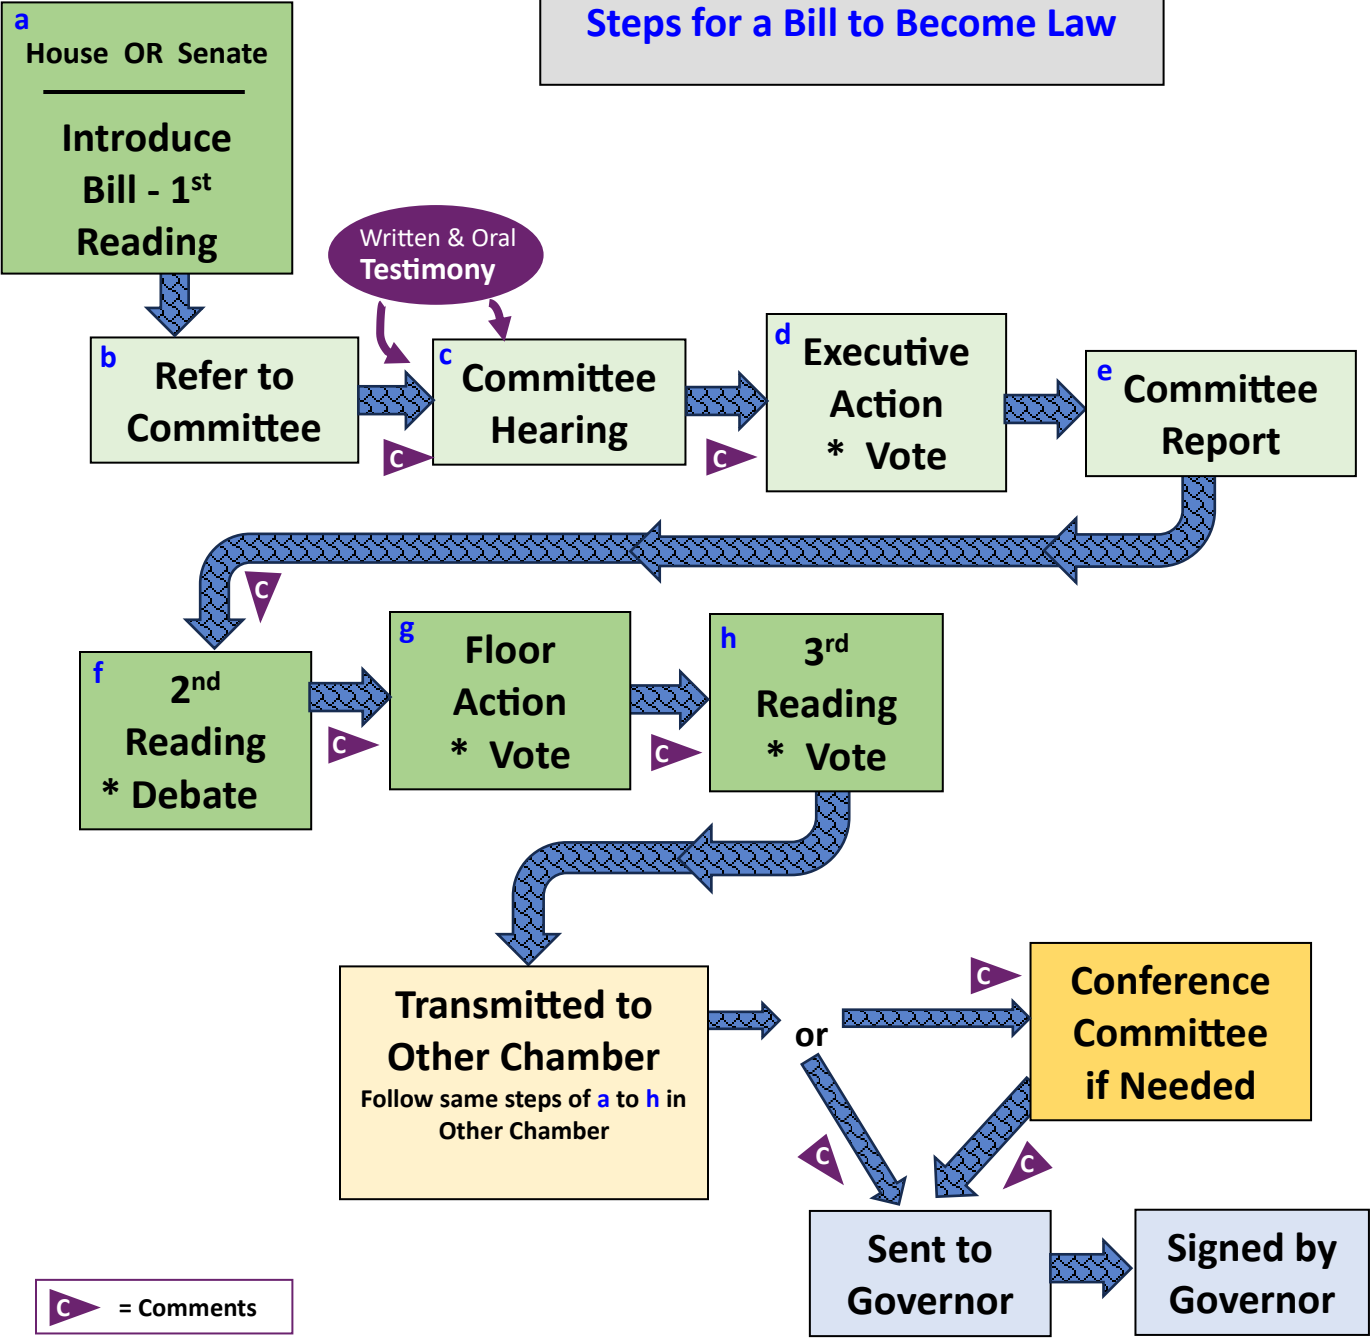 Steps for a Bill to Become Law
a
House OR Senate
Introduce
Bill - 1st
Reading
Written & Oral
Testimony
b
Refer to
Committee
C
c
Committee
Hearing
C
d
Executive
Action
* Vote
e
Committee
Report
C
f
2nd
Reading
* Debate
C
g
Floor
Action
* Vote
C
h
3rd
Reading
* Vote
Transmitted to
Other Chamber
Follow same steps of a to h in
Other Chamber
or
C
Conference
Committee
if Needed
C
C
Sent to
Governor
Signed by
Governor
C = Comments